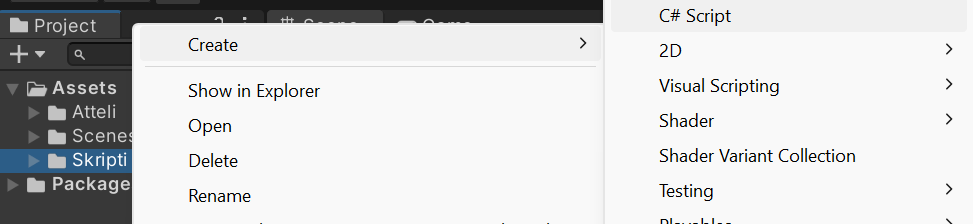 Project
Create
Assets
Atteli
Scenes
Skripti
Package
Show in Explorer
Open
Delete
Rename
C# Script
2D
Visual Scripting
Shader
Shader Variant Collection
Testing